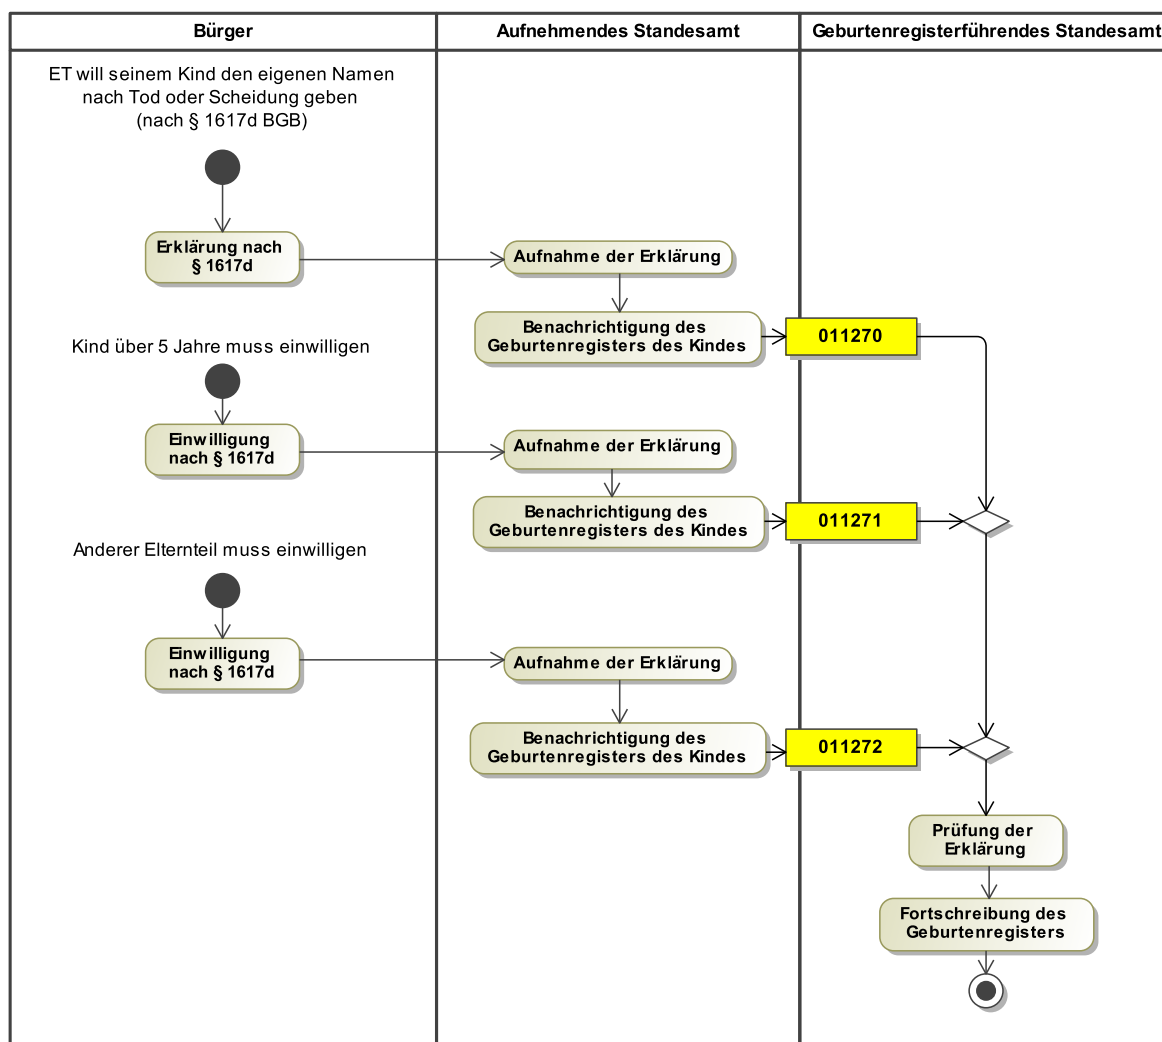 Bürger
Aufnehmendes Standesamt
Geburtenregisterführendes Standesamt
ET will seinem Kind den eigenen Namen
nach Tod oder Scheidung geben
(nach § 1617d BGB)
Erklärung nach
§ 1617d
Aufnahme der Erklärung
Benachrichtigung des
Geburtenregisters des Kindes
011270
Kind über 5 Jahre muss einwilligen
Einwilligung
nach § 1617d
Aufnahme der Erklärung
Benachrichtigung des
Geburtenregisters des Kindes
011271
Anderer Elternteil muss einwilligen
Einwilligung
nach § 1617d
Aufnahme der Erklärung
Benachrichtigung des
Geburtenregisters des Kindes
011272
Prüfung der
Erklärung
Fortschreibung des
Geburtenregisters